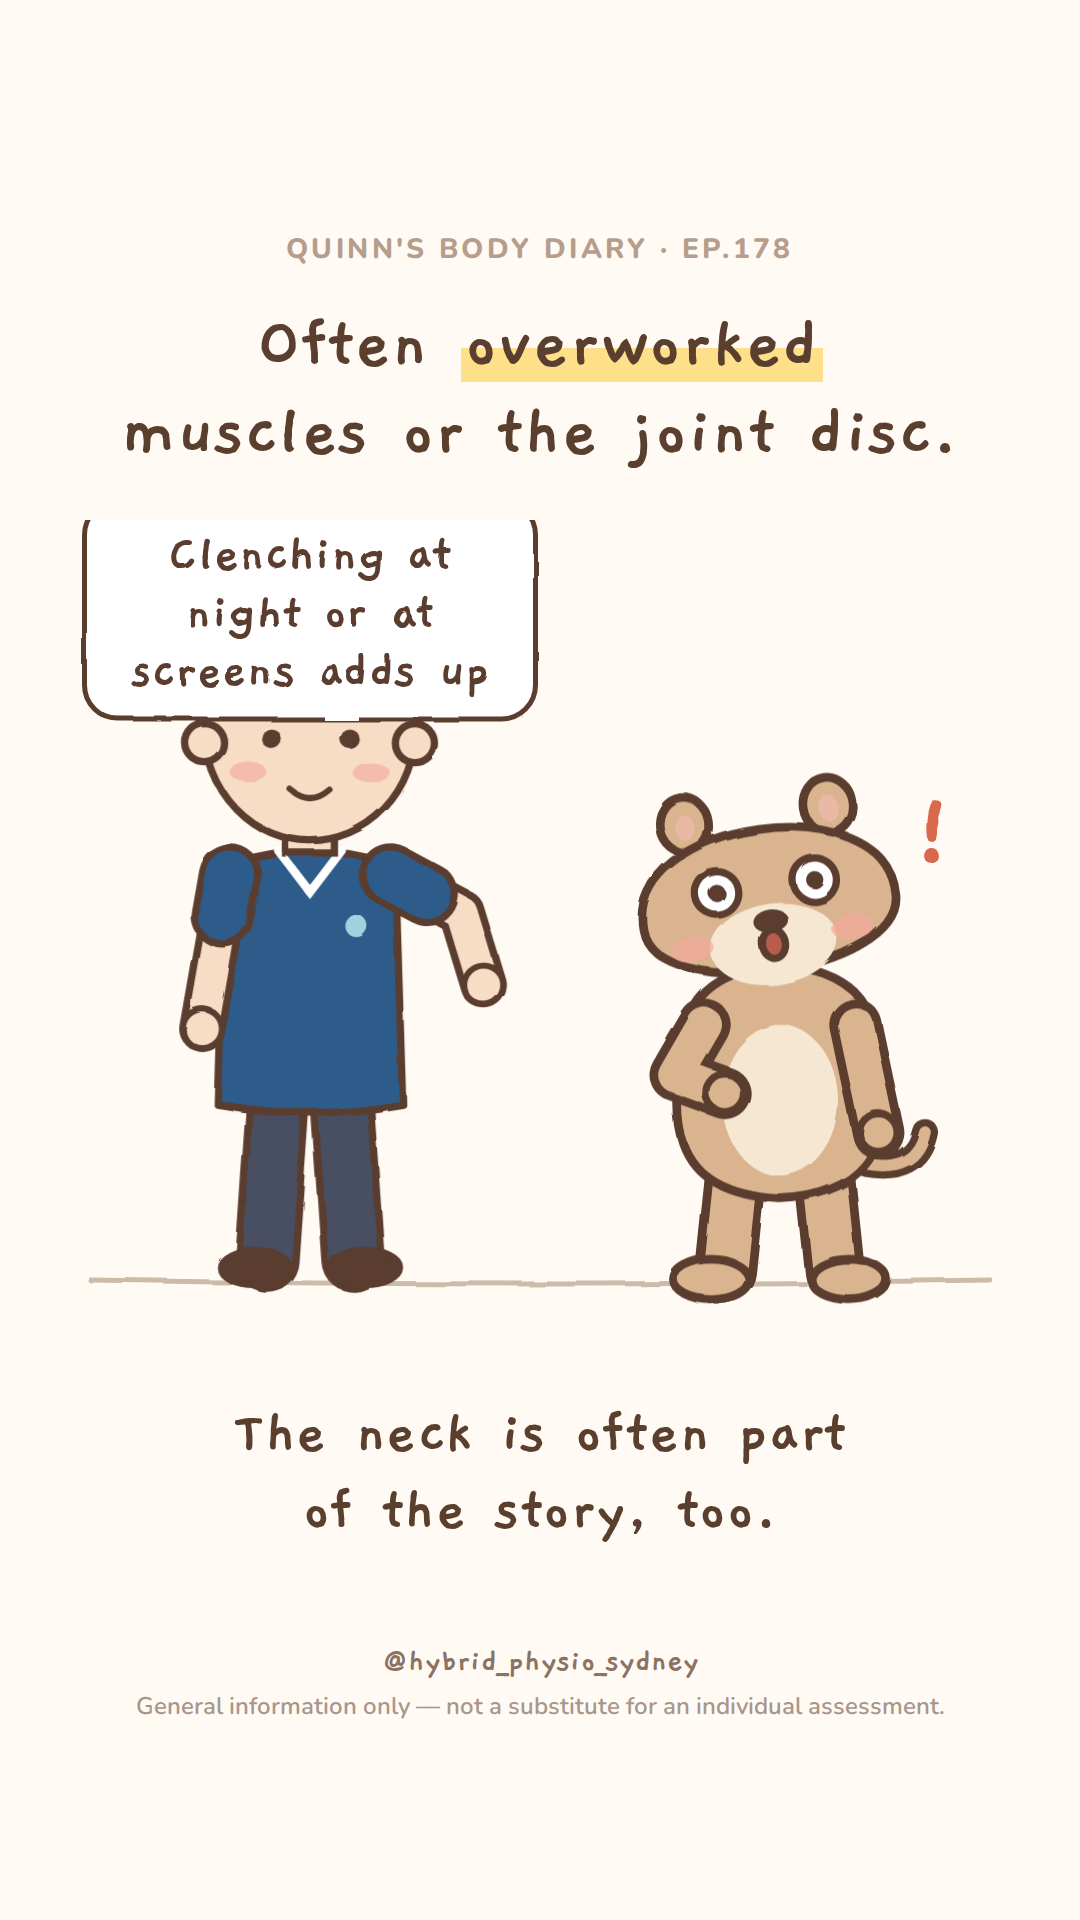 QUINN'S BODY DIARY · EP.178
Often overworked
muscles or the joint disc.
Clenching at
night or at
screens adds up
!
The neck is often part
of the story, too.
@hybrid_physio_sydney
General information only — not a substitute for an individual assessment.